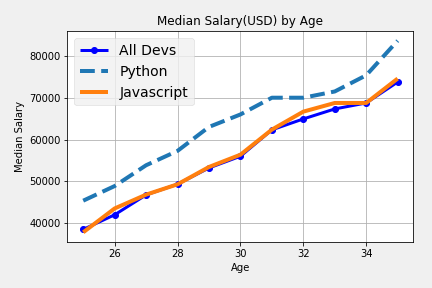 Median Salary(USD) by Age
All Devs
Python
Javascript
Median Salary
80000
70000
60000
50000
40000
26
28
30
32
34
Age